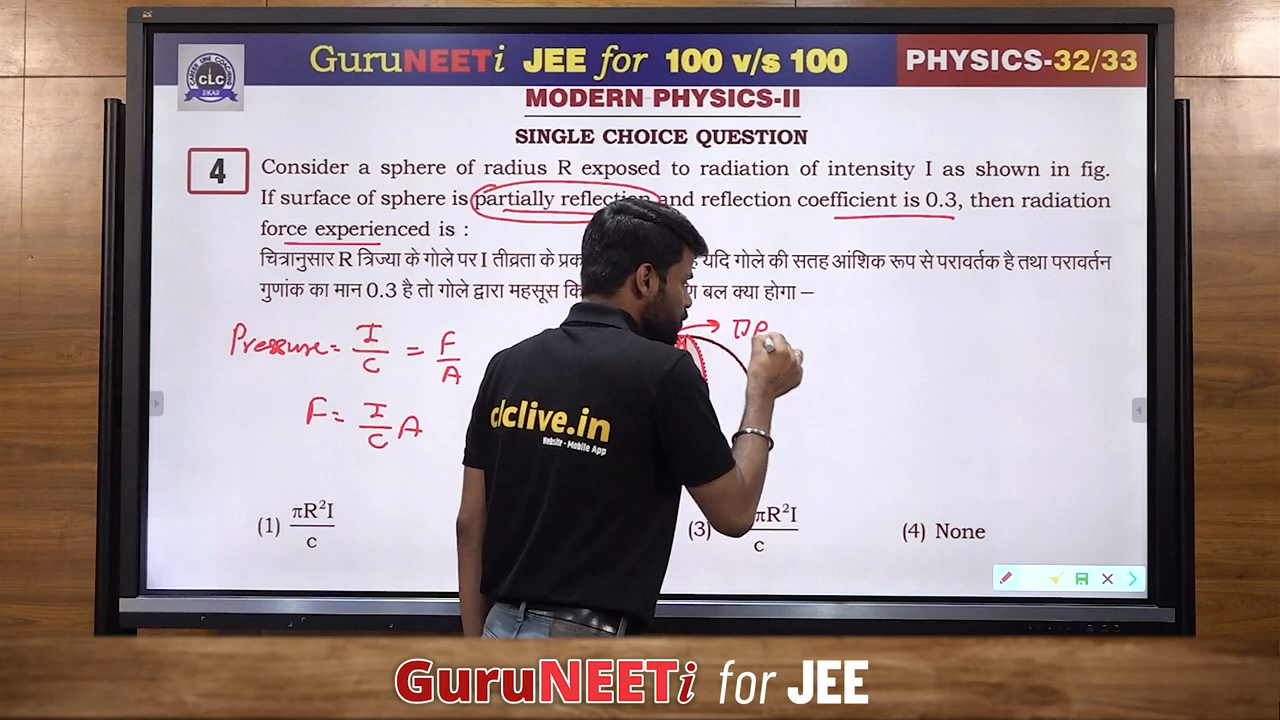 GuruNEETi JEE for 100 v/s 100
PHYSICS-32/33
CLC
SIKAR
MODERN PHYSICS-II
SINGLE CHOICE QUESTION
4
Consider a sphere of radius R exposed to radiation of intensity I as shown in fig.
If surface of sphere is partially reflection and reflection coefficient is 0.3, then radiation
force experienced is :
चित्रानुसार R त्रिज्या के गोले पर I तीव्रता के यदि गोले की सतह आंशिक रूप से परावर्तक है तथा परावर्तन
गुणांक का मान 0.3 है तो गोले द्वारा महसूस बल क्या होगा –
Pressure = I/C = F/A
F = I/C A
(1) πR²I/c
(3) πR²I/c
(4) None
clclive.in
Website - Mobile App
GuruNEETi for JEE